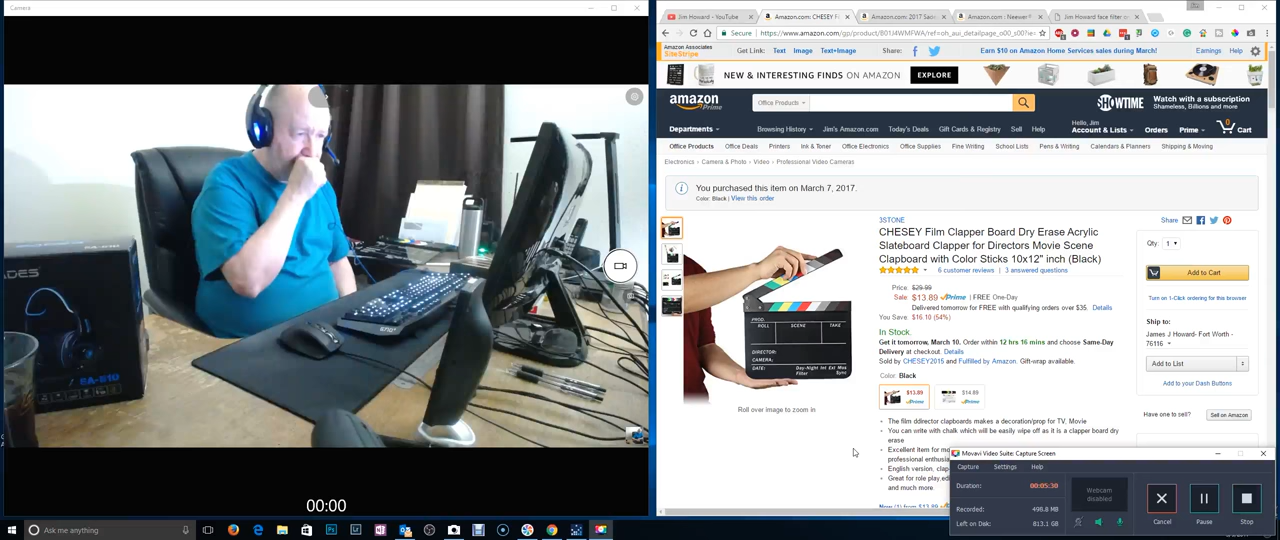 Camera
ADES
SA-810
00:00
Jim Howard - YouTube
Amazon.com: CHESEY Fi
Amazon.com: 2017 Sade
Amazon.com : Neewer
Jim Howard face filter o
Jim
Secure
https://www.amazon.com/gp/product/B01J4WMFWA/ref=oh_aui_detailpage_o00_s00?ie=
Amazon Associates
SiteStripe
Get Link: Text Image Text+Image
Share:
Earn $10 on Amazon Home Services sales during March!
Earnings Help
NEW & INTERESTING FINDS ON AMAZON EXPLORE
amazon
Prime
Office Products
SHOWTIME
Watch with a subscription
Shameless, Billions and more
Departments
Browsing History
Jim's Amazon.com
Today's Deals
Gift Cards & Registry
Sell
Help
Hello, Jim
Account & Lists
Orders
Prime
0
Cart
Office Products
Office Deals
Printers
Ink & Toner
Office Electronics
Office Supplies
Fine Writing
School Lists
Pens & Writing
Calendars & Planners
Shipping & Moving
Electronics › Camera & Photo › Video › Professional Video Cameras
You purchased this item on March 7, 2017.
Color: Black | View this order
PROD.
ROLL SCENE TAKE
DIRECTOR:
CAMERA:
DATE: Day-Night Int Ext Mos
Filter Sync
Roll over image to zoom in
3STONE
CHESEY Film Clapper Board Dry Erase Acrylic
Slateboard Clapper for Directors Movie Scene
Clapboard with Color Sticks 10x12" inch (Black)
6 customer reviews | 3 answered questions
Price: $29.99
Sale: $13.89 Prime | FREE One-Day
Delivered tomorrow for FREE with qualifying orders over $35. Details
You Save: $16.10 (54%)
In Stock.
Get it tomorrow, March 10. Order within 12 hrs 16 mins and choose Same-Day
Delivery at checkout. Details
Sold by CHESEY2015 and Fulfilled by Amazon. Gift-wrap available.
Color: Black
$13.89
Prime
$14.89
Prime
The film ddirector clapboards makes a decoration/prop for TV, Movie
You can write with chalk which will be easily wipe off as it is a clapper board dry
erase
Excellent item for mo
professional enthusia
English version, clap
Great for role play,edi
and much more.
Share
Qty: 1
Add to Cart
Turn on 1-Click ordering for this browser
Ship to:
James J Howard- Fort Worth -
76116
Add to List
Add to your Dash Buttons
Have one to sell?
Sell on Amazon
Movavi Video Suite: Capture Screen
Capture Settings Help
Duration: 00:05:30
Recorded: 498.8 MB
Left on Disk: 813.1 GB
Webcam
disabled
Cancel
Pause
Stop
Ask me anything